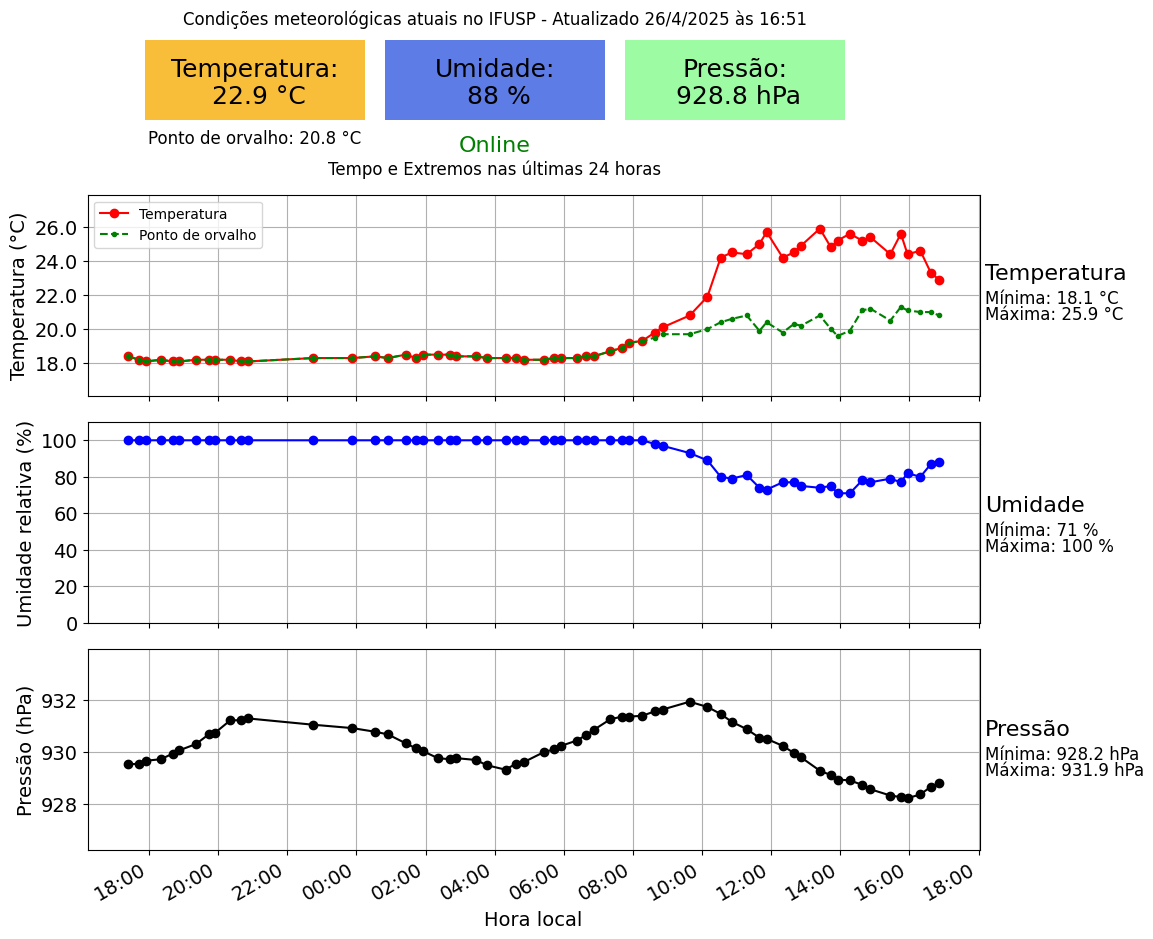 Condições meteorológicas atuais no IFUSP - Atualizado 26/4/2025 às 16:51
Temperatura:
22.9 °C
Umidade:
88 %
Pressão:
928.8 hPa
Ponto de orvalho: 20.8 °C
Online
Tempo e Extremos nas últimas 24 horas
Temperatura (°C)
26.0
24.0
22.0
20.0
18.0
Temperatura
Ponto de orvalho
Temperatura
Mínima: 18.1 °C
Máxima: 25.9 °C
Umidade relativa (%)
100
80
60
40
20
0
Umidade
Mínima: 71 %
Máxima: 100 %
Pressão (hPa)
932
930
928
Pressão
Mínima: 928.2 hPa
Máxima: 931.9 hPa
18:00 20:00 22:00 00:00 02:00 04:00 06:00 08:00 10:00 12:00 14:00 16:00 18:00
Hora local